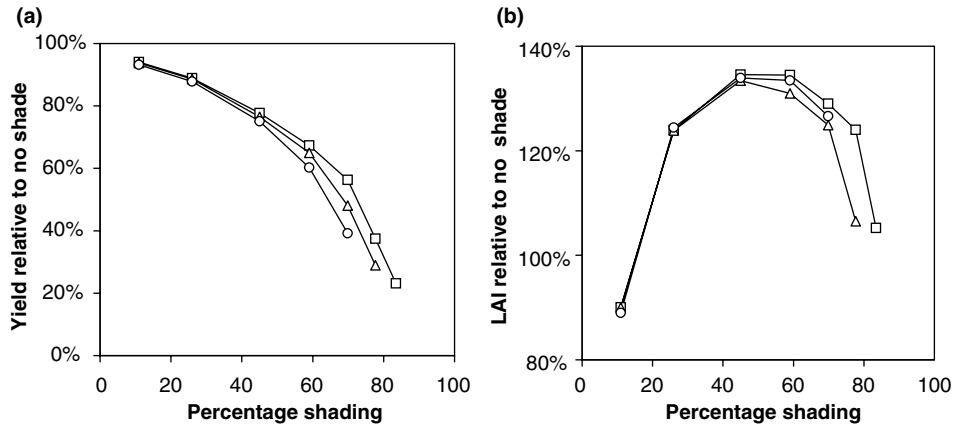 (a)
Yield relative to no shade
100%
80%
60%
40%
20%
0%
0 20 40 60 80 100
Percentage shading
(b)
LAI relative to no shade
140%
120%
100%
80%
0 20 40 60 80 100
Percentage shading